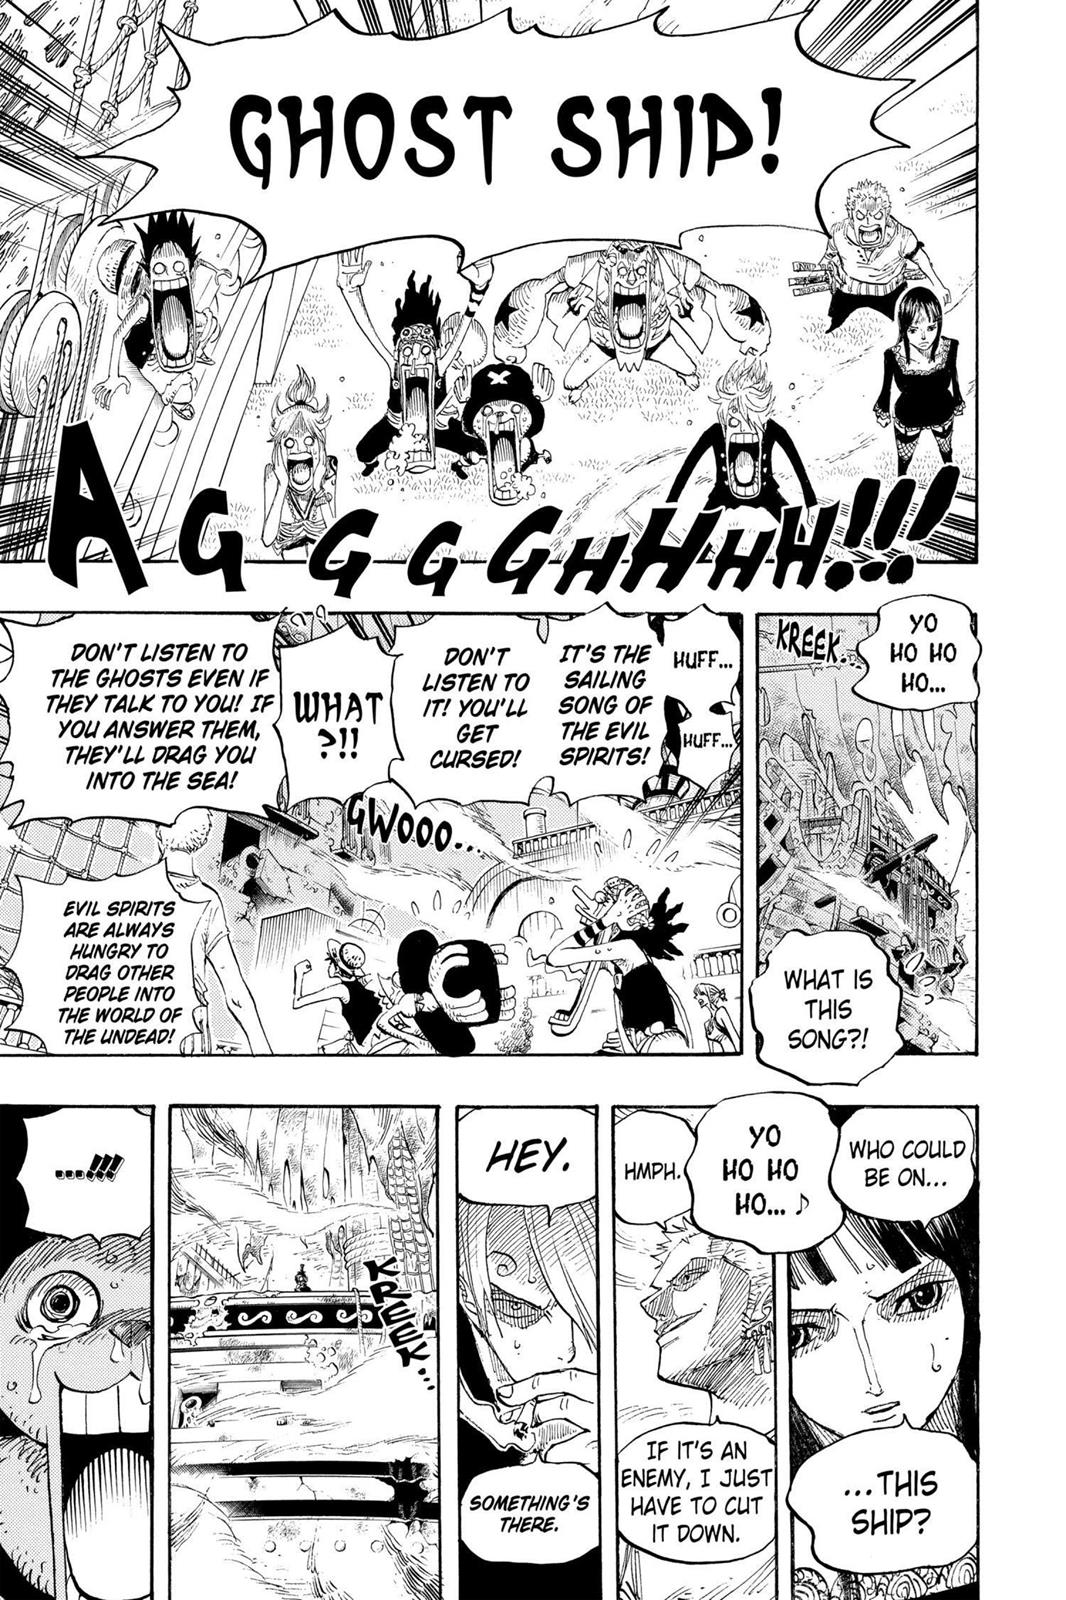 GHOST SHIP!
AGGGGHHHH!!!
YO
HO HO
HO...
KREEK..
WHAT IS
THIS
SONG?!
HUFF...
HUFF...
IT'S THE
SAILING
SONG OF
THE EVIL
SPIRITS!
DON'T
LISTEN TO
IT! YOU'LL
GET
CURSED!
WHAT
?!!
DON'T LISTEN TO
THE GHOSTS EVEN IF
THEY TALK TO YOU! IF
YOU ANSWER THEM,
THEY'LL DRAG YOU
INTO THE SEA!
GWOOO...
EVIL SPIRITS
ARE ALWAYS
HUNGRY TO
DRAG OTHER
PEOPLE INTO
THE WORLD OF
THE UNDEAD!
WHO COULD
BE ON...
...THIS
SHIP?
YO
HO HO
HO...♪
HMPH.
IF IT'S AN
ENEMY, I JUST
HAVE TO CUT
IT DOWN.
HEY.
SOMETHING'S
THERE.
KREEK...
....!!!